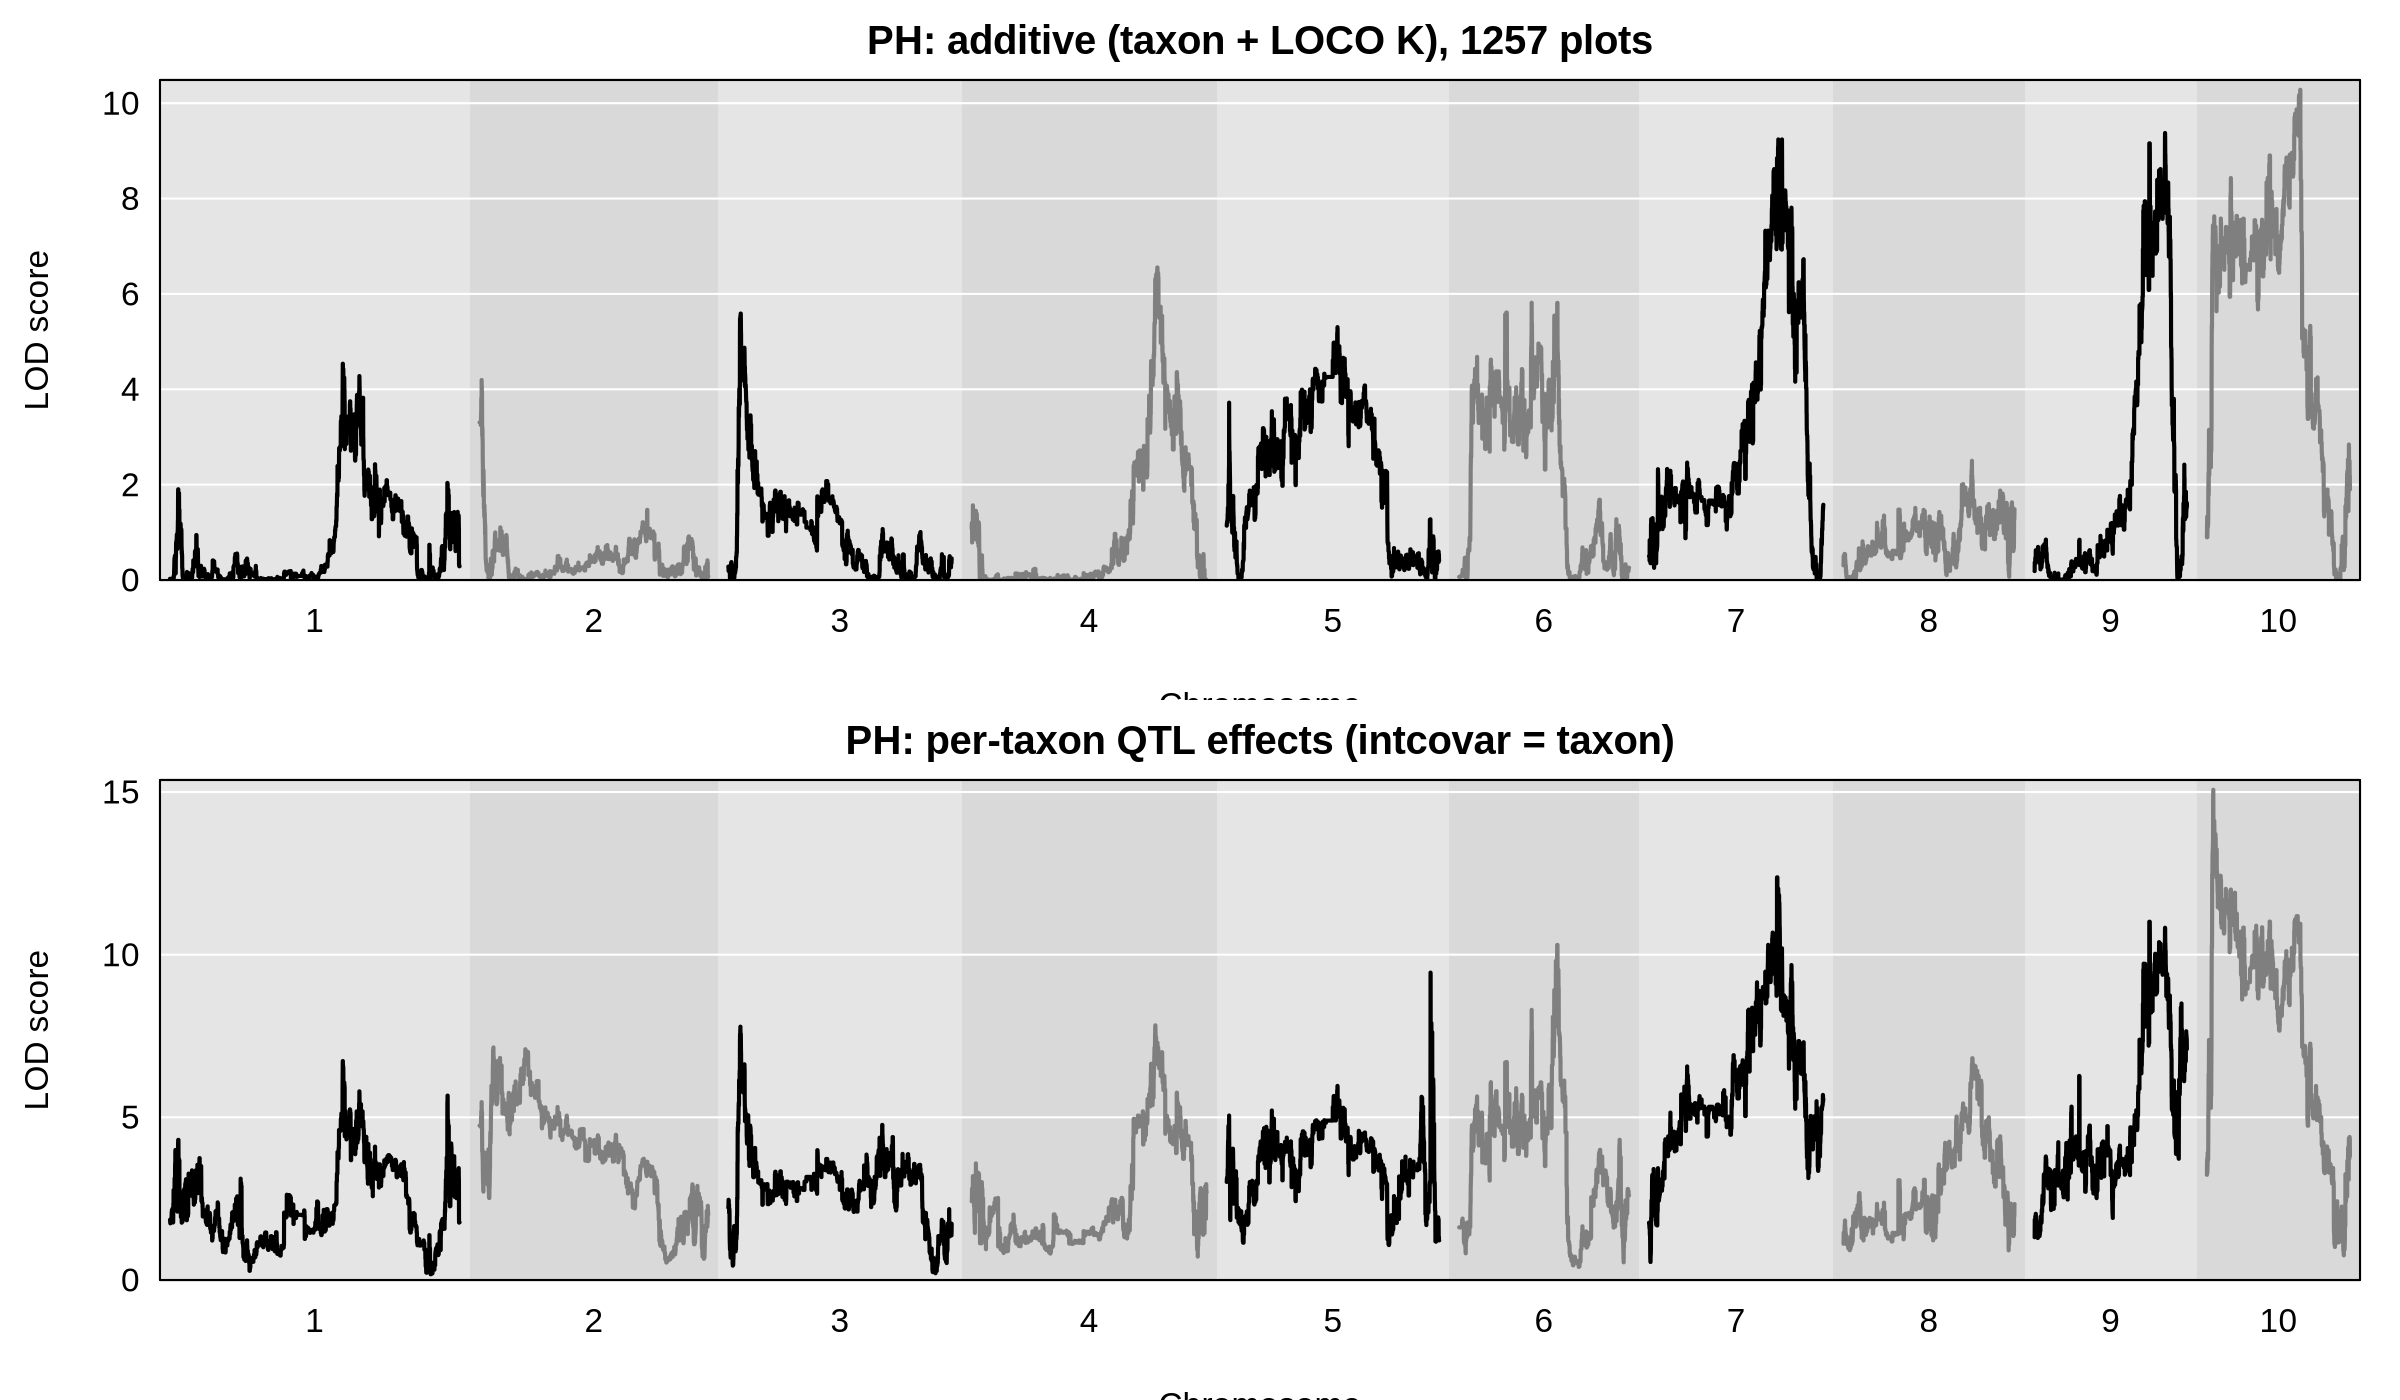 PH: additive (taxon + LOCO K), 1257 plots
10
8
6
4
2
0
LOD score
1 2 3 4 5 6 7 8 9 10
PH: per-taxon QTL effects (intcovar = taxon)
15
10
5
0
LOD score
1 2 3 4 5 6 7 8 9 10